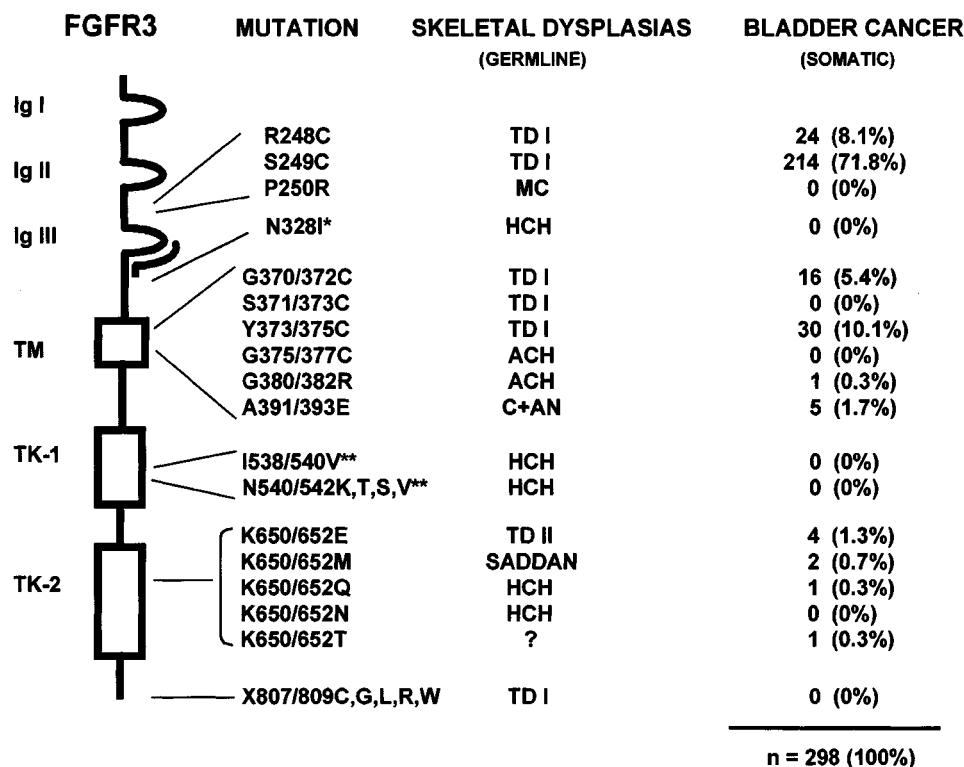 FGFR3 MUTATION SKELETAL DYSPLASIAS BLADDER CANCER
(GERMLINE) (SOMATIC)
Ig I
R248C TD I 24 (8.1%)
Ig II S249C TD I 214 (71.8%)
P250R MC 0 (0%)
Ig III N328I* HCH 0 (0%)
G370/372C TD I 16 (5.4%)
S371/373C TD I 0 (0%)
Y373/375C TD I 30 (10.1%)
TM G375/377C ACH 0 (0%)
G380/382R ACH 1 (0.3%)
A391/393E C+AN 5 (1.7%)
TK-1 I538/540V** HCH 0 (0%)
N540/542K,T,S,V** HCH 0 (0%)
K650/652E TD II 4 (1.3%)
K650/652M SADDAN 2 (0.7%)
TK-2 K650/652Q HCH 1 (0.3%)
K650/652N HCH 0 (0%)
K650/652T ? 1 (0.3%)
X807/809C,G,L,R,W TD I 0 (0%)
n = 298 (100%)